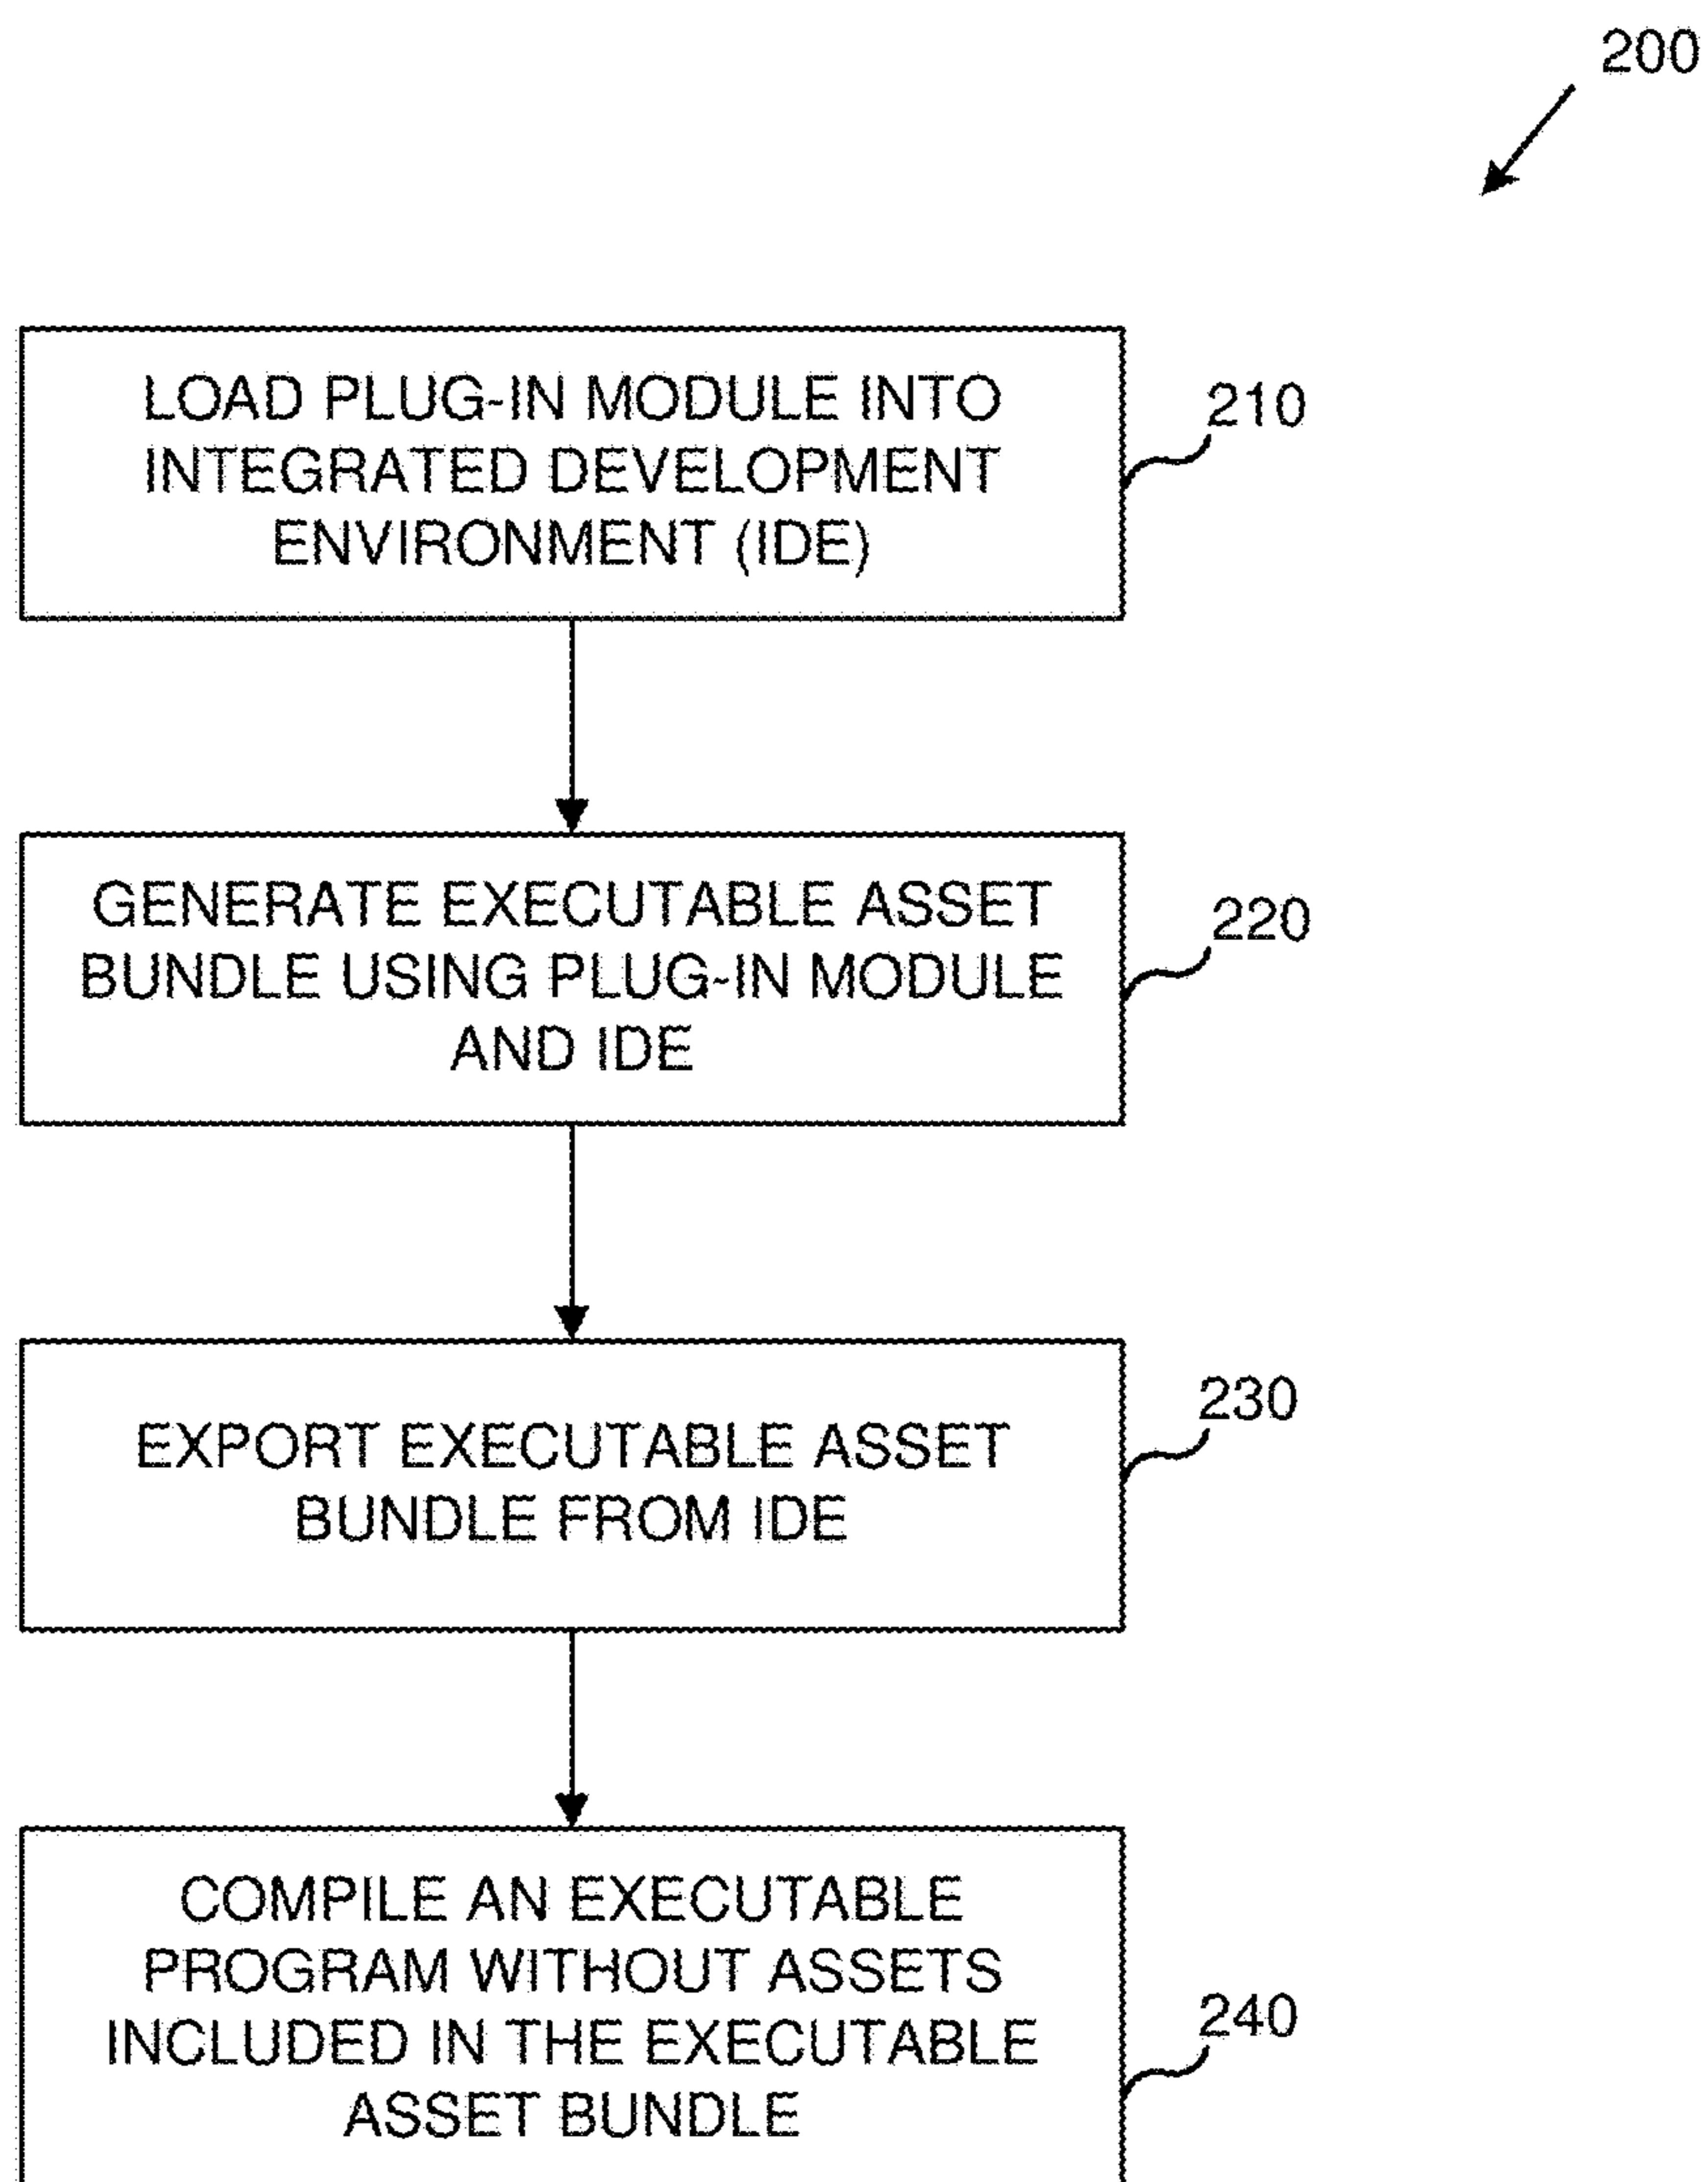 200
LOAD PLUG-IN MODULE INTO
INTEGRATED DEVELOPMENT
ENVIRONMENT (IDE)
210
GENERATE EXECUTABLE ASSET
BUNDLE USING PLUG-IN MODULE
AND IDE
220
EXPORT EXECUTABLE ASSET
BUNDLE FROM IDE
230
COMPILE AN EXECUTABLE
PROGRAM WITHOUT ASSETS
INCLUDED IN THE EXECUTABLE
ASSET BUNDLE
240